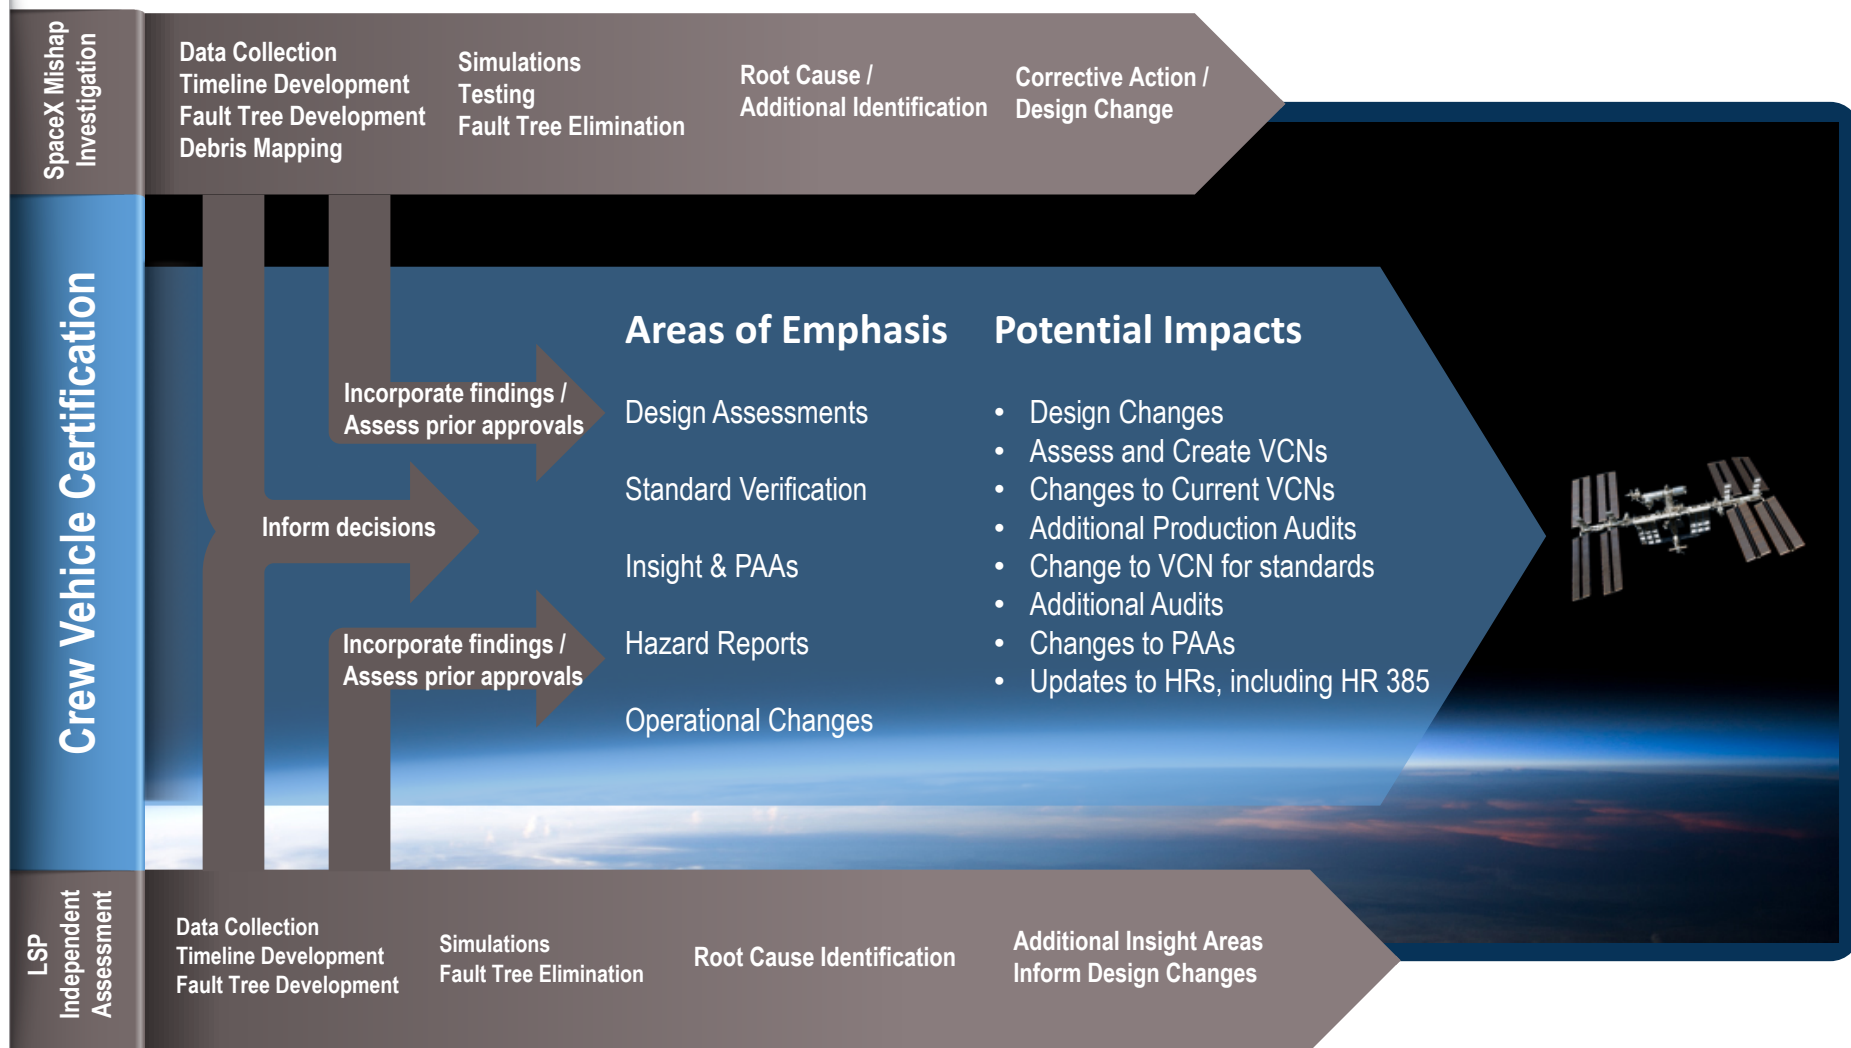 SpaceX Mishap
Investigation
Data Collection
Timeline Development
Fault Tree Development
Debris Mapping
Simulations
Testing
Fault Tree Elimination
Root Cause /
Additional Identification
Corrective Action /
Design Change
Crew Vehicle Certification
Incorporate findings /
Assess prior approvals
Inform decisions
Incorporate findings /
Assess prior approvals
Areas of Emphasis
Design Assessments
Standard Verification
Insight & PAAs
Hazard Reports
Operational Changes
Potential Impacts
• Design Changes
• Assess and Create VCNs
• Changes to Current VCNs
• Additional Production Audits
• Change to VCN for standards
• Additional Audits
• Changes to PAAs
• Updates to HRs, including HR 385
LSP
Independent
Assessment
Data Collection
Timeline Development
Fault Tree Development
Simulations
Fault Tree Elimination
Root Cause Identification
Additional Insight Areas
Inform Design Changes